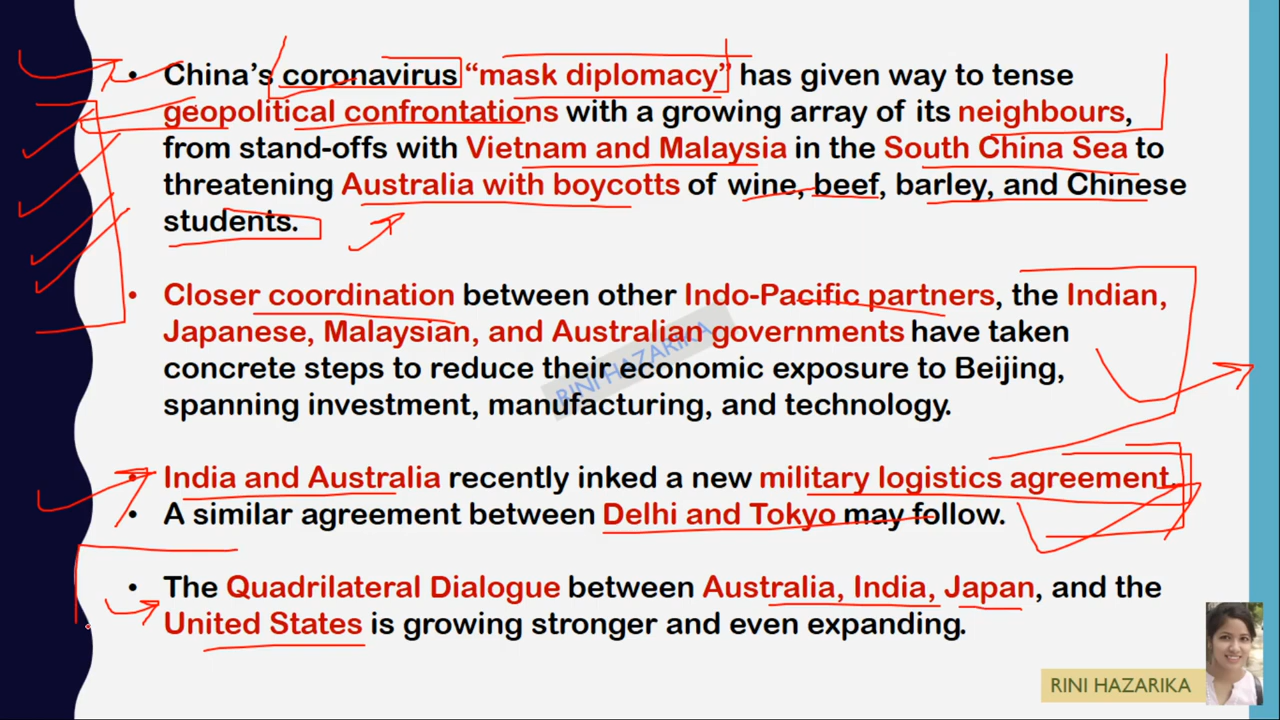 • China's coronavirus "mask diplomacy" has given way to tense
geopolitical confrontations with a growing array of its neighbours,
from stand-offs with Vietnam and Malaysia in the South China Sea to
threatening Australia with boycotts of wine, beef, barley, and Chinese
students.
• Closer coordination between other Indo-Pacific partners, the Indian,
Japanese, Malaysian, and Australian governments have taken
concrete steps to reduce their economic exposure to Beijing,
spanning investment, manufacturing, and technology.
RINI HAZARIKA
• India and Australia recently inked a new military logistics agreement.
• A similar agreement between Delhi and Tokyo may follow.
• The Quadrilateral Dialogue between Australia, India, Japan, and the
United States is growing stronger and even expanding.
RINI HAZARIKA